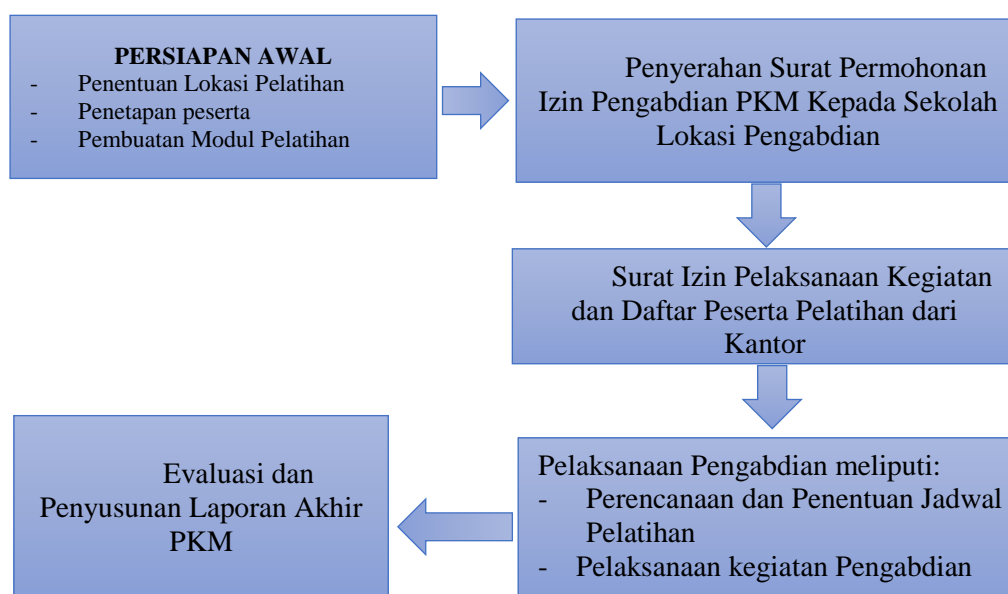 PERSIAPAN AWAL
- Penentuan Lokasi Pelatihan
- Penetapan peserta
- Pembuatan Modul Pelatihan
Penyerahan Surat Permohonan
Izin Pengabdian PKM Kepada Sekolah
Lokasi Pengabdian
Surat Izin Pelaksanaan Kegiatan
dan Daftar Peserta Pelatihan dari
Kantor
Pelaksanaan Pengabdian meliputi:
- Perencanaan dan Penentuan Jadwal
Pelatihan
- Pelaksanaan kegiatan Pengabdian
Evaluasi dan
Penyusunan Laporan Akhir
PKM